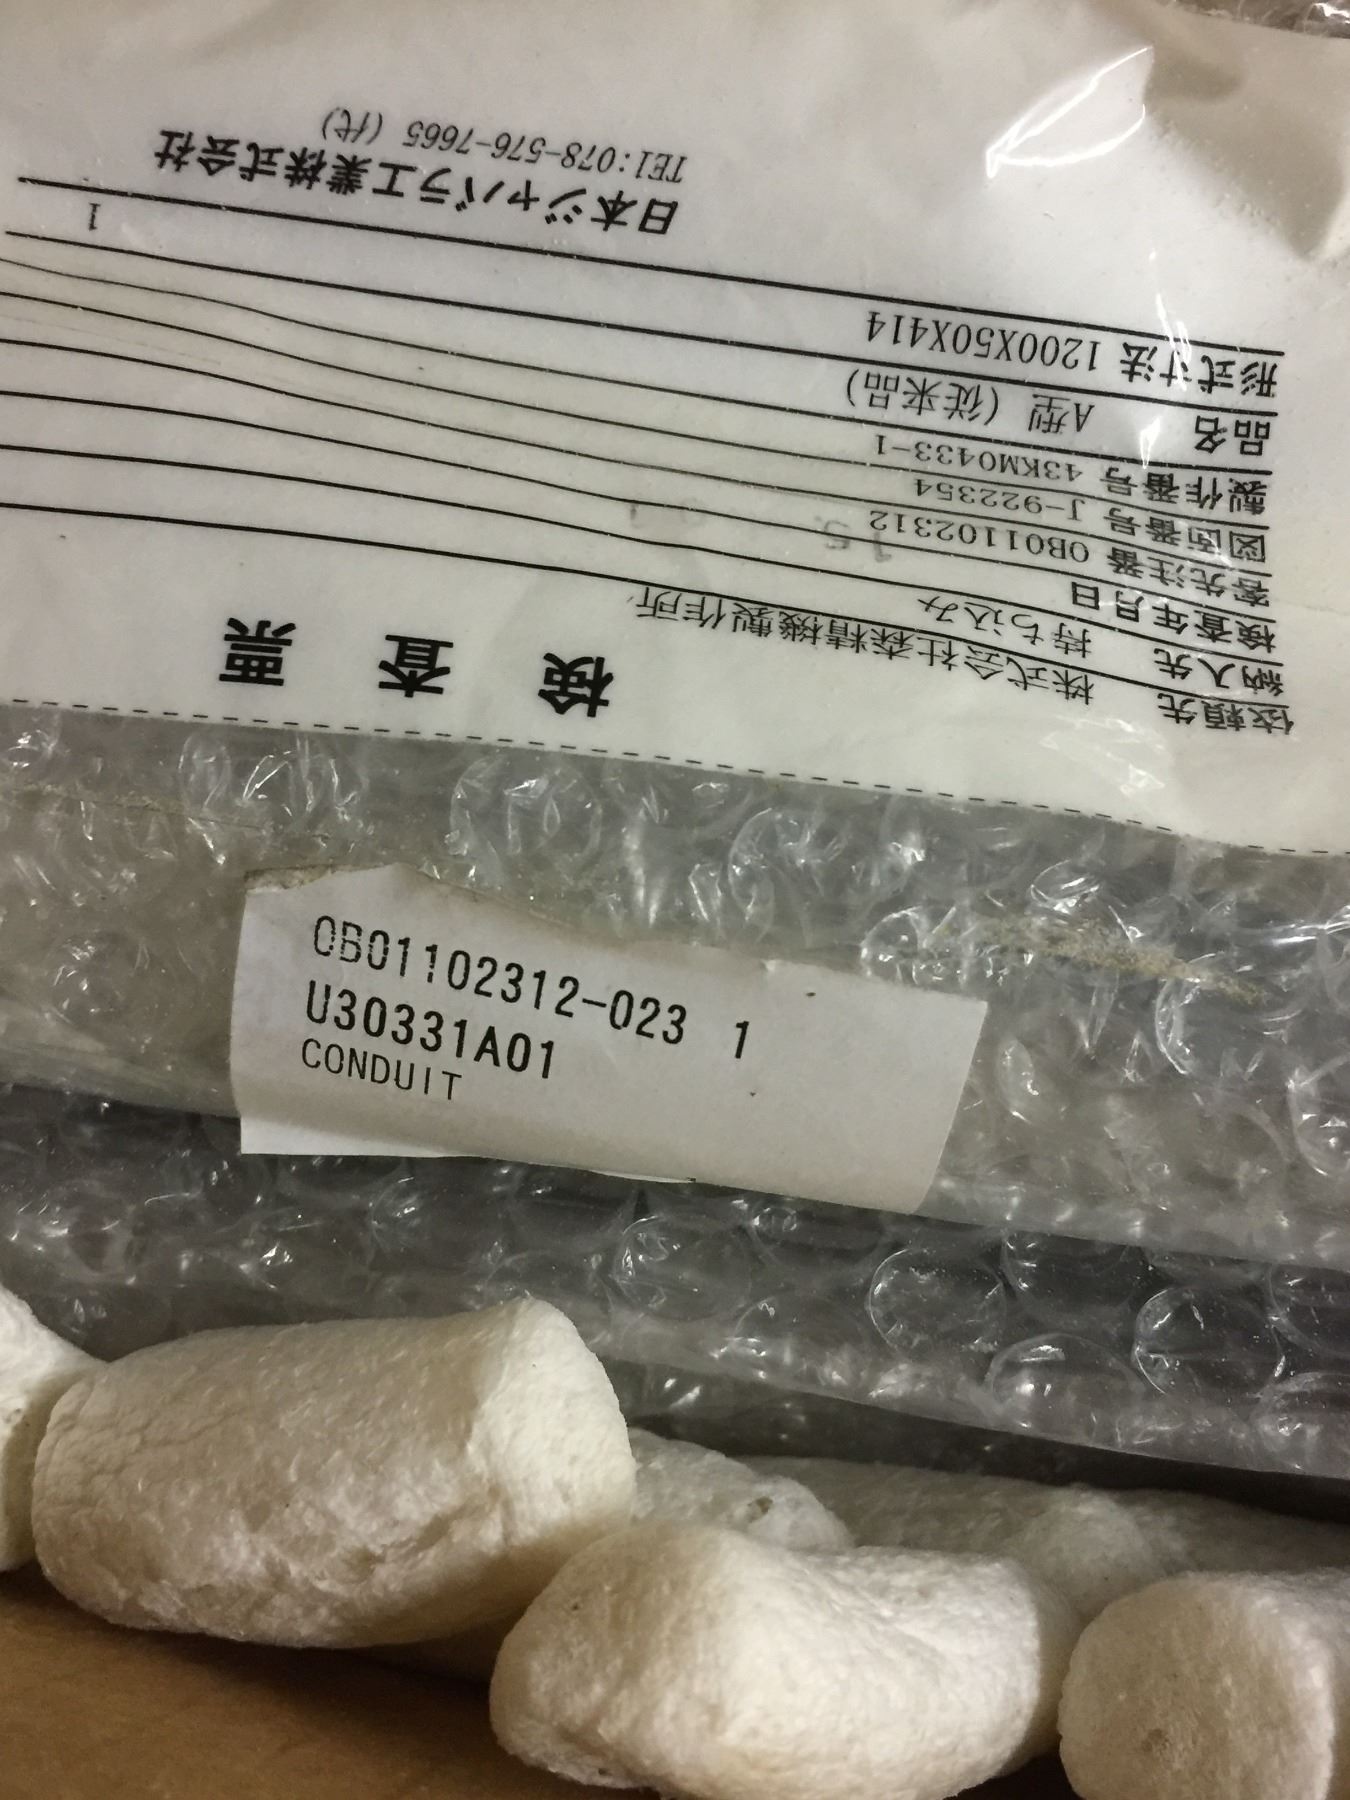 検 査 票
依頼先 株式会社森精機製作所
納入先 持ち込み
検査年月日
客先注番 OB01102312
図面番号 J-922354
製作番号 43KM0433-1
品名 A型 (従来品)
形式寸法 1200X50X414 1
日本ジャバラ工業株式会社
TEl:078-576-7665 (代)
OB01102312-023 1
U30331A01
CONDUIT